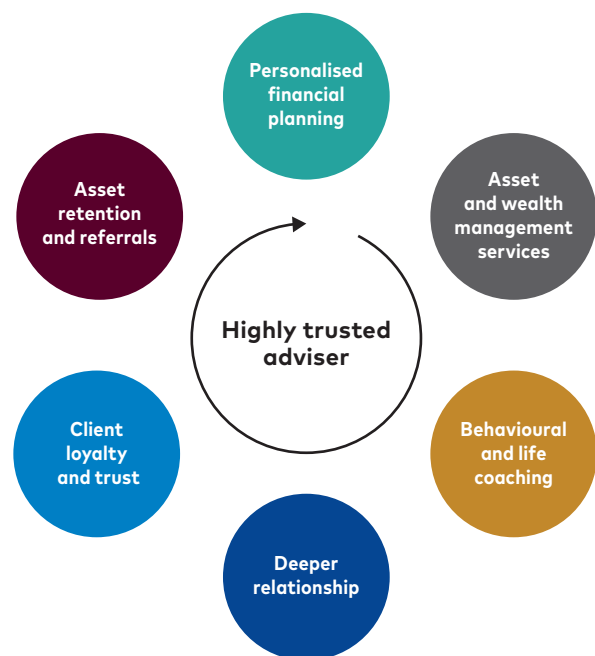 Personalised
financial
planning
Asset
and wealth
management
services
Behavioural
and life
coaching
Deeper
relationship
Client
loyalty
and trust
Asset
retention
and referrals
Highly trusted
adviser